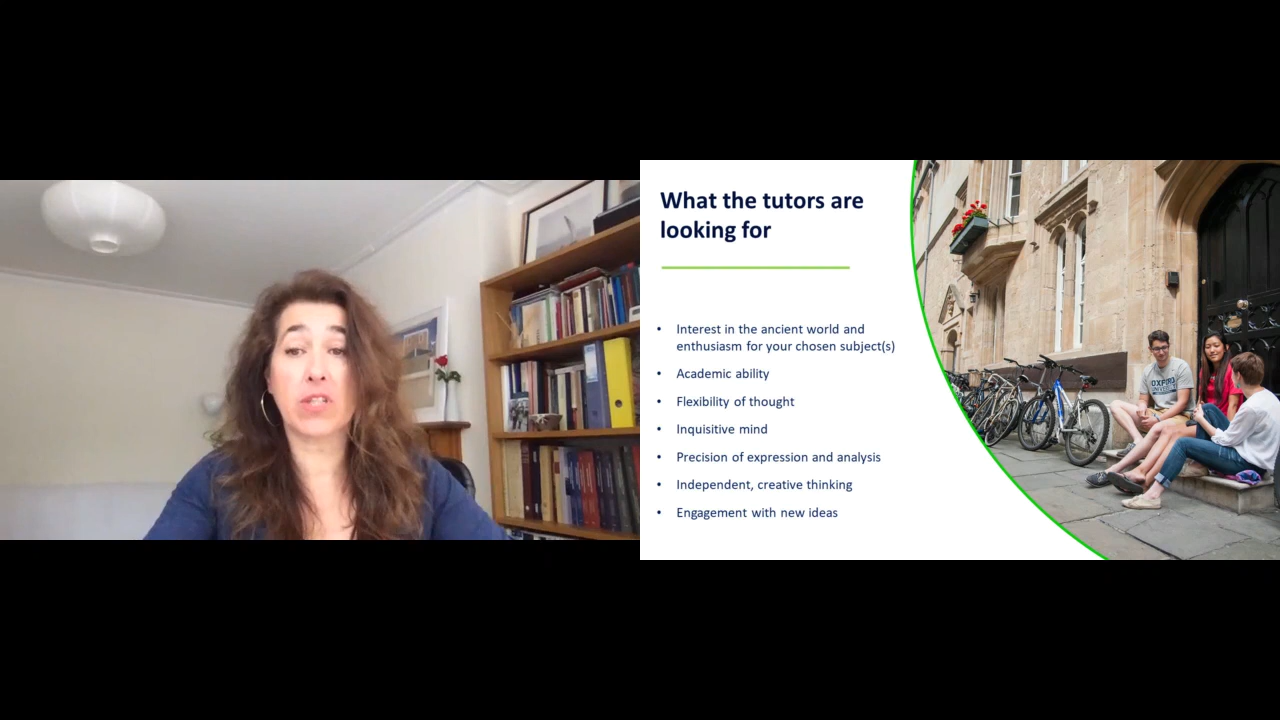 What the tutors are
looking for
• Interest in the ancient world and
enthusiasm for your chosen subject(s)
• Academic ability
• Flexibility of thought
• Inquisitive mind
• Precision of expression and analysis
• Independent, creative thinking
• Engagement with new ideas
OXFORD